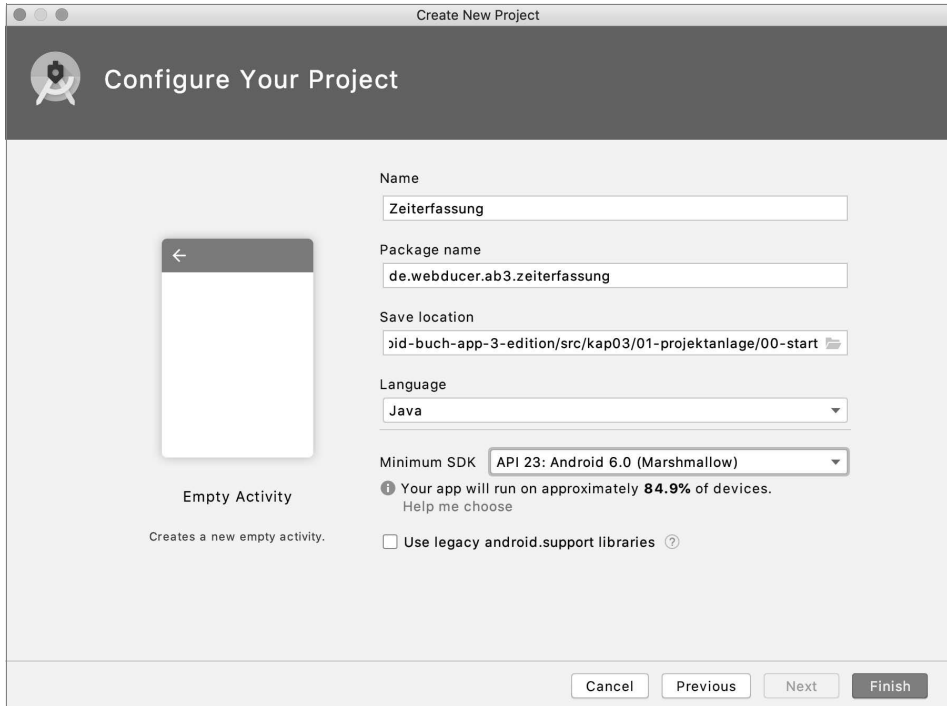 Create New Project
Configure Your Project
Name
Zeiterfassung
Package name
de.webducer.ab3.zeiterfassung
Save location
oid-buch-app-3-edition/src/kap03/01-projektanlage/00-start
Language
Java
Minimum SDK API 23: Android 6.0 (Marshmallow)
Your app will run on approximately 84.9% of devices.
Help me choose
Empty Activity
Creates a new empty activity.
Use legacy android.support libraries ?
Cancel Previous Next Finish